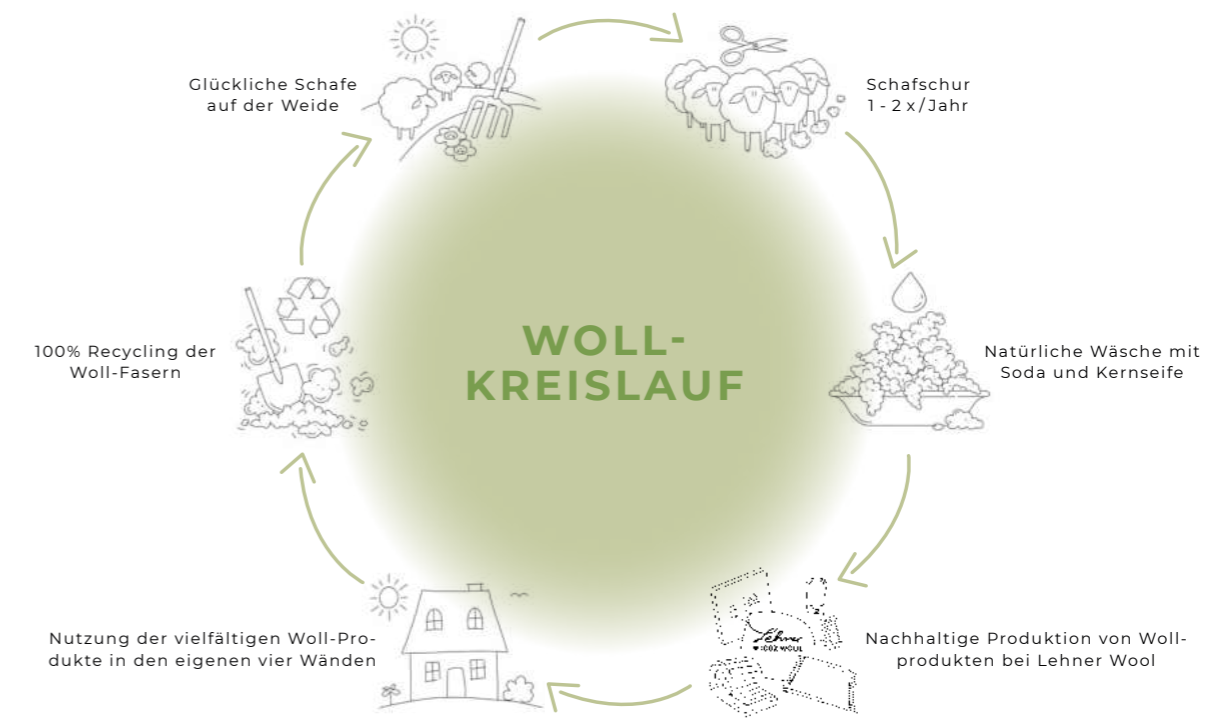 Glückliche Schafe
auf der Weide
Schafschur
1 - 2 x / Jahr
100% Recycling der
Woll-Fasern
WOLL-
KREISLAUF
Natürliche Wäsche mit
Soda und Kernseife
Nutzung der vielfältigen Woll-Pro-
dukte in den eigenen vier Wänden
Lehner
Nachhaltige Produktion von Woll-
produkten bei Lehner Wool